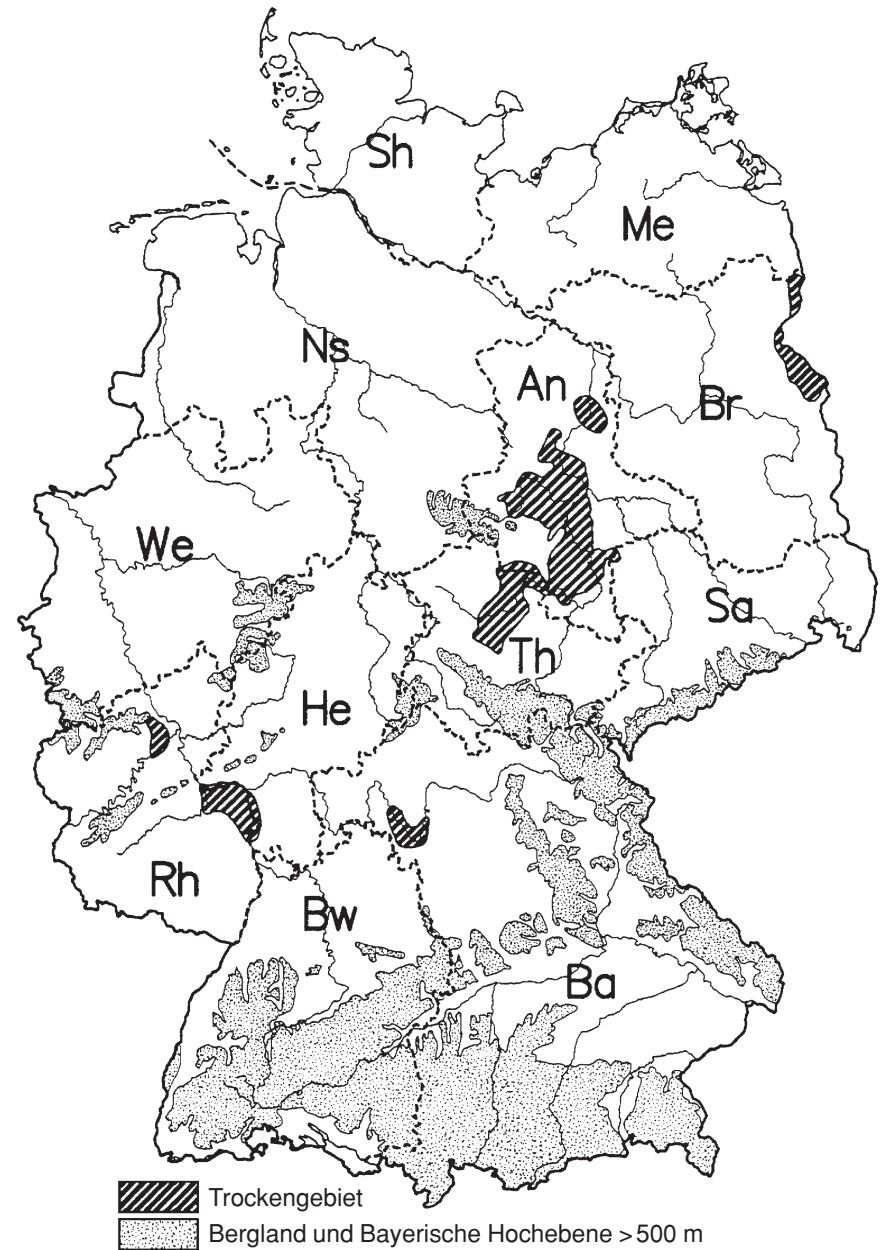 Sh
Me
Ns
An
Br
We
Sa
Th
He
Rh
Bw
Ba
Trockengebiet
Bergland und Bayerische Hochebene > 500 m